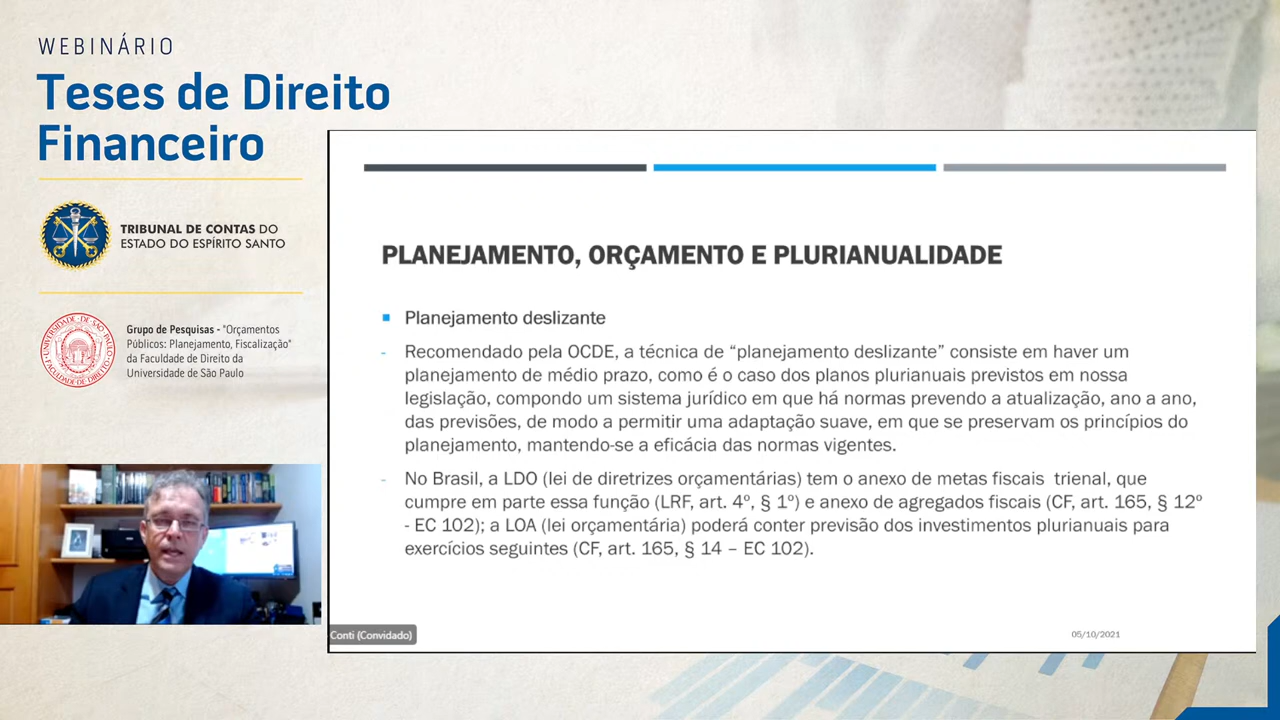 WEBINÁRIO
Teses de Direito
Financeiro
TRIBUNAL DE CONTAS DO
ESTADO DO ESPÍRITO SANTO
Grupo de Pesquisas - "Orçamentos
Públicos: Planejamento, Fiscalização"
da Faculdade de Direito da
Universidade de São Paulo
PLANEJAMENTO, ORÇAMENTO E PLURIANUALIDADE
Planejamento deslizante
- Recomendado pela OCDE, a técnica de “planejamento deslizante” consiste em haver um
planejamento de médio prazo, como é o caso dos planos plurianuais previstos em nossa
legislação, compondo um sistema jurídico em que há normas prevendo a atualização, ano a ano,
das previsões, de modo a permitir uma adaptação suave, em que se preservam os princípios do
planejamento, mantendo-se a eficácia das normas vigentes.
- No Brasil, a LDO (lei de diretrizes orçamentárias) tem o anexo de metas fiscais trienal, que
cumpre em parte essa função (LRF, art. 4º, § 1º) e anexo de agregados fiscais (CF, art. 165, § 12º
- EC 102); a LOA (lei orçamentária) poderá conter previsão dos investimentos plurianuais para
exercícios seguintes (CF, art. 165, § 14 – EC 102).
Conti (Convidado)
05/10/2021